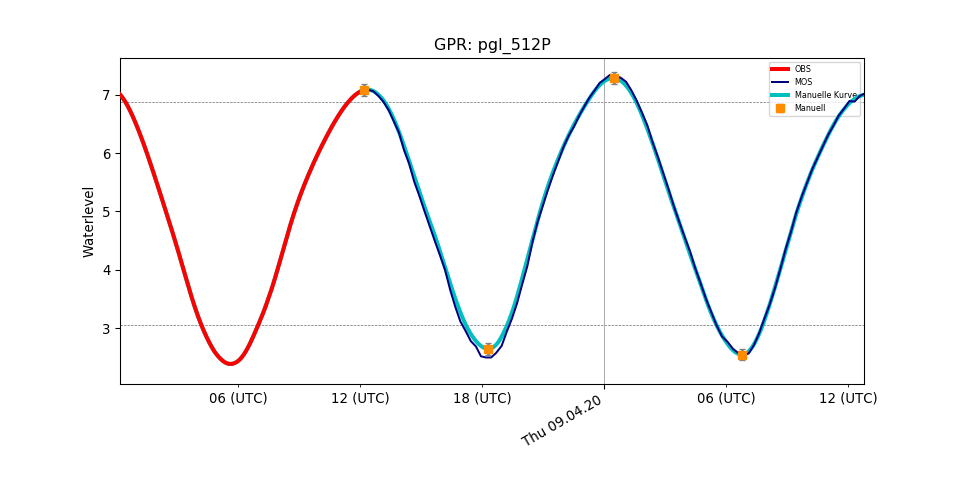 GPR: pgl_512P
OBS
MOS
Manuelle Kurve
Manuell
Waterlevel
7
6
5
4
3
06 (UTC)
12 (UTC)
18 (UTC)
Thu 09.04.20
06 (UTC)
12 (UTC)